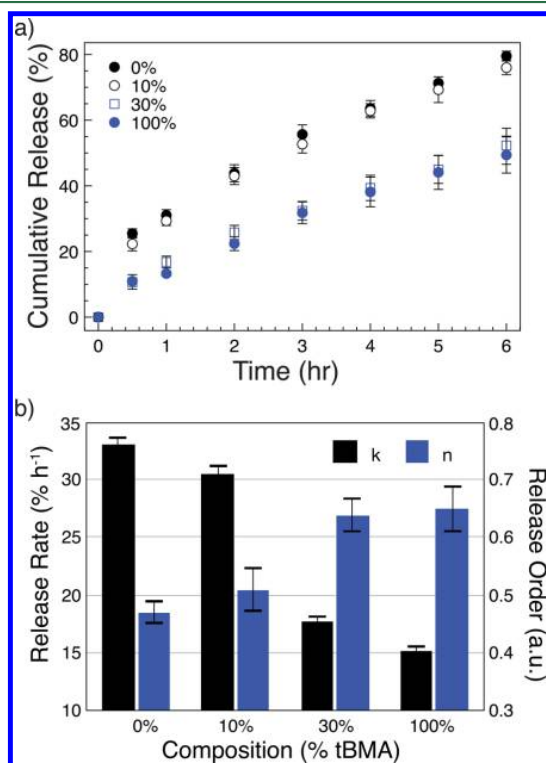 a)
Cumulative Release (%)
80
60
40
20
0
0%
10%
30%
100%
0 1 2 3 4 5 6
Time (hr)
b)
Release Rate (% h⁻¹)
35
30
25
20
15
10
k n
0.8
0.7
0.6
0.5
0.4
0.3
Release Order (a.u.)
0% 10% 30% 100%
Composition (% tBMA)